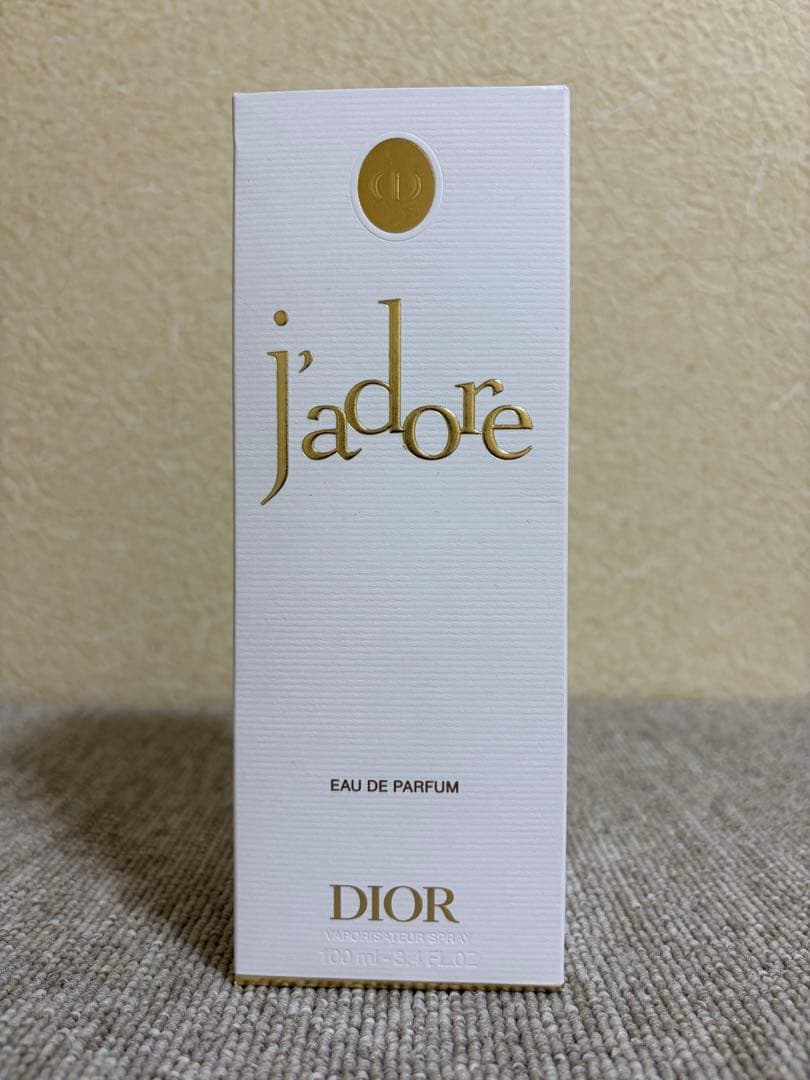 j'adore
EAU DE PARFUM
DIOR
VAPORISATEUR SPRAY
100 ml - 3.4 FL.OZ